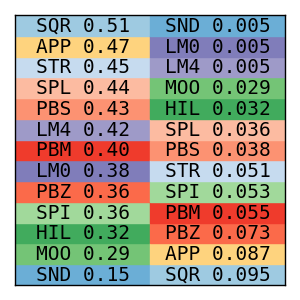 SQR 0.51 SND 0.005
APP 0.47 LM0 0.005
STR 0.45 LM4 0.005
SPL 0.44 MOO 0.029
PBS 0.43 HIL 0.032
LM4 0.42 SPL 0.036
PBM 0.40 PBS 0.038
LM0 0.38 STR 0.051
PBZ 0.36 SPI 0.053
SPI 0.36 PBM 0.055
HIL 0.32 PBZ 0.073
MOO 0.29 APP 0.087
SND 0.15 SQR 0.095